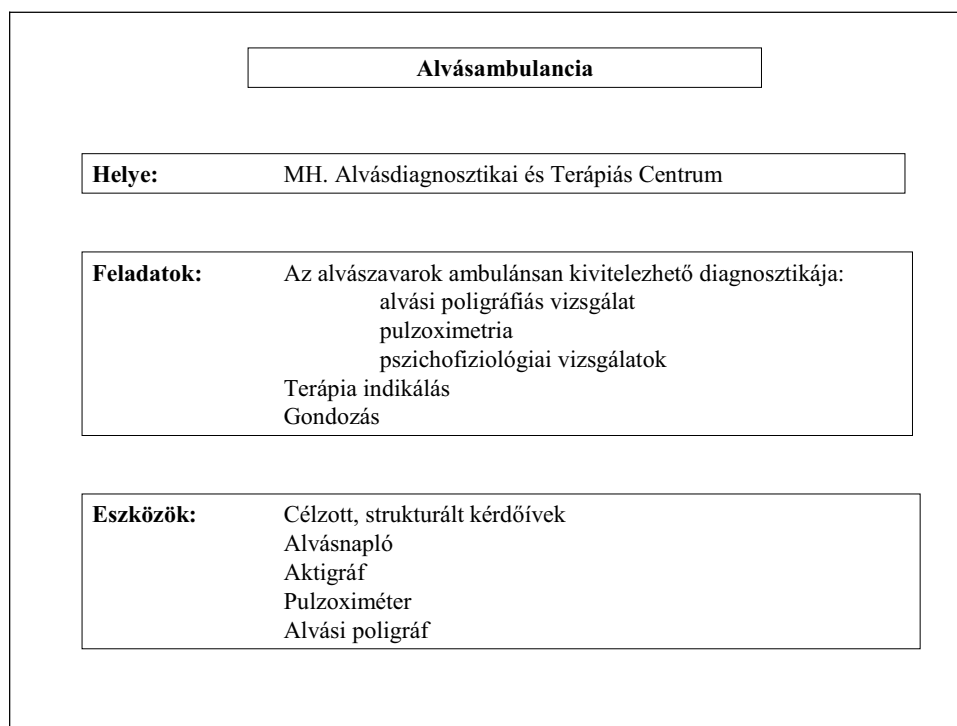 Alvásambulancia
Helye: MH. Alvásdiagnosztikai és Terápiás Centrum
Feladatok: Az alvászavarok ambulánsan kivitelezhető diagnosztikája:
alvási poligráfiás vizsgálat
pulzoximetria
pszichofiziológiai vizsgálatok
Terápia indikálás
Gondozás
Eszközök: Célzott, strukturált kérdőívek
Alvásnapló
Aktigráf
Pulzoximéter
Alvási poligráf